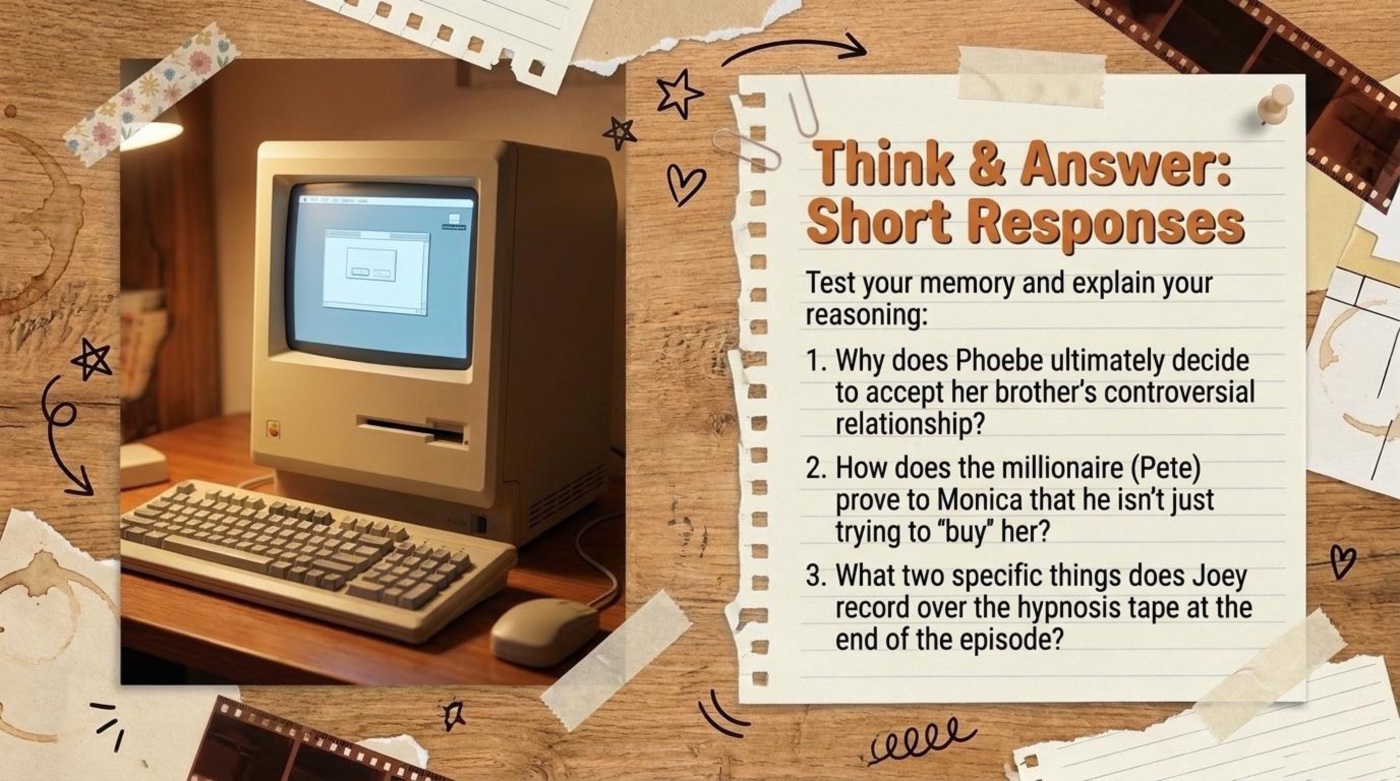 Think & Answer:
Short Responses
Test your memory and explain your
reasoning:
1. Why does Phoebe ultimately decide
to accept her brother's controversial
relationship?
2. How does the millionaire (Pete)
prove to Monica that he isn’t just
trying to “buy” her?
3. What two specific things does Joey
record over the hypnosis tape at the
end of the episode?